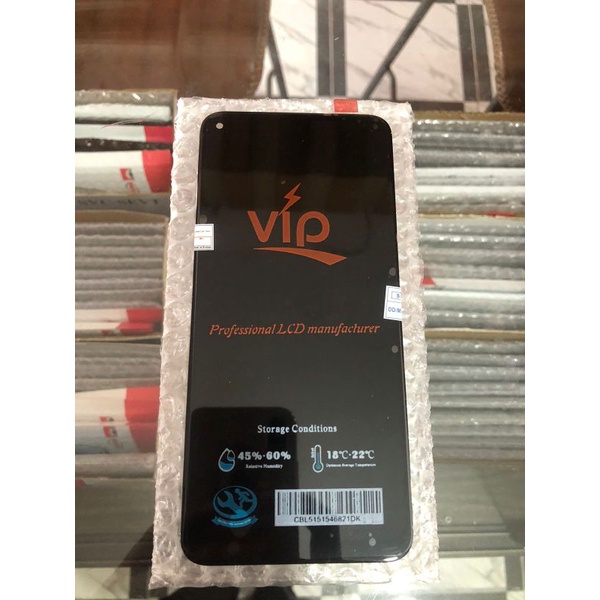 VIP
Professional LCD manufacturer
Storage Conditions
45%-60%
Relative Humidity
18℃-22℃
CBL5151546821DK